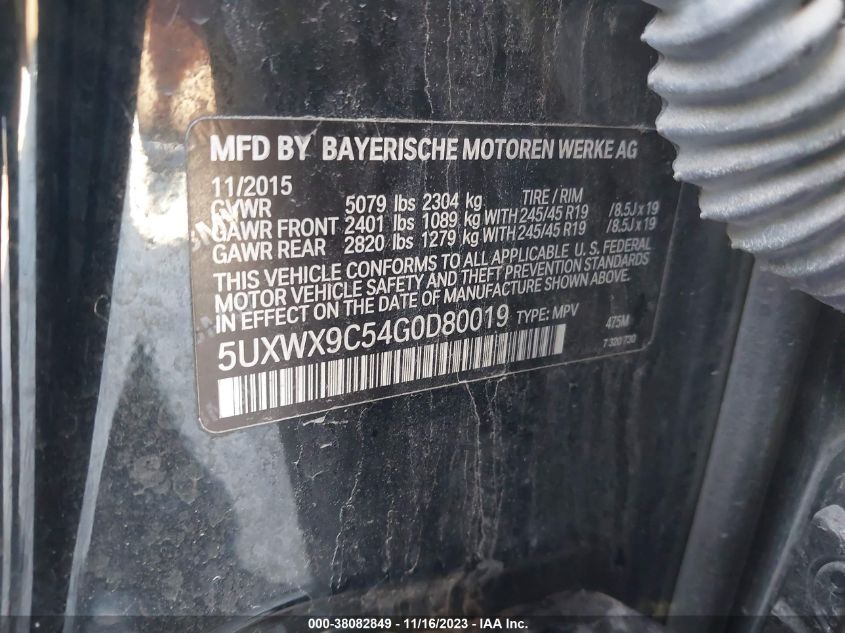 MFD BY BAYERISCHE MOTOREN WERKE AG
11/2015
GVWR 5079 lbs 2304 kg TIRE / RIM
GAWR FRONT 2401 lbs 1089 kg WITH 245/45 R19 /8.5J x 19
GAWR REAR 2820 lbs 1279 kg WITH 245/45 R19 /8.5J x 19
THIS VEHICLE CONFORMS TO ALL APPLICABLE U.S. FEDERAL
MOTOR VEHICLE SAFETY AND THEFT PREVENTION STANDARDS
IN EFFECT ON THE DATE OF MANUFACTURE SHOWN ABOVE.
5UXWX9C54G0D80019 TYPE: MPV 475M
7 320 730
000-38082849 - 11/16/2023 - IAA Inc.